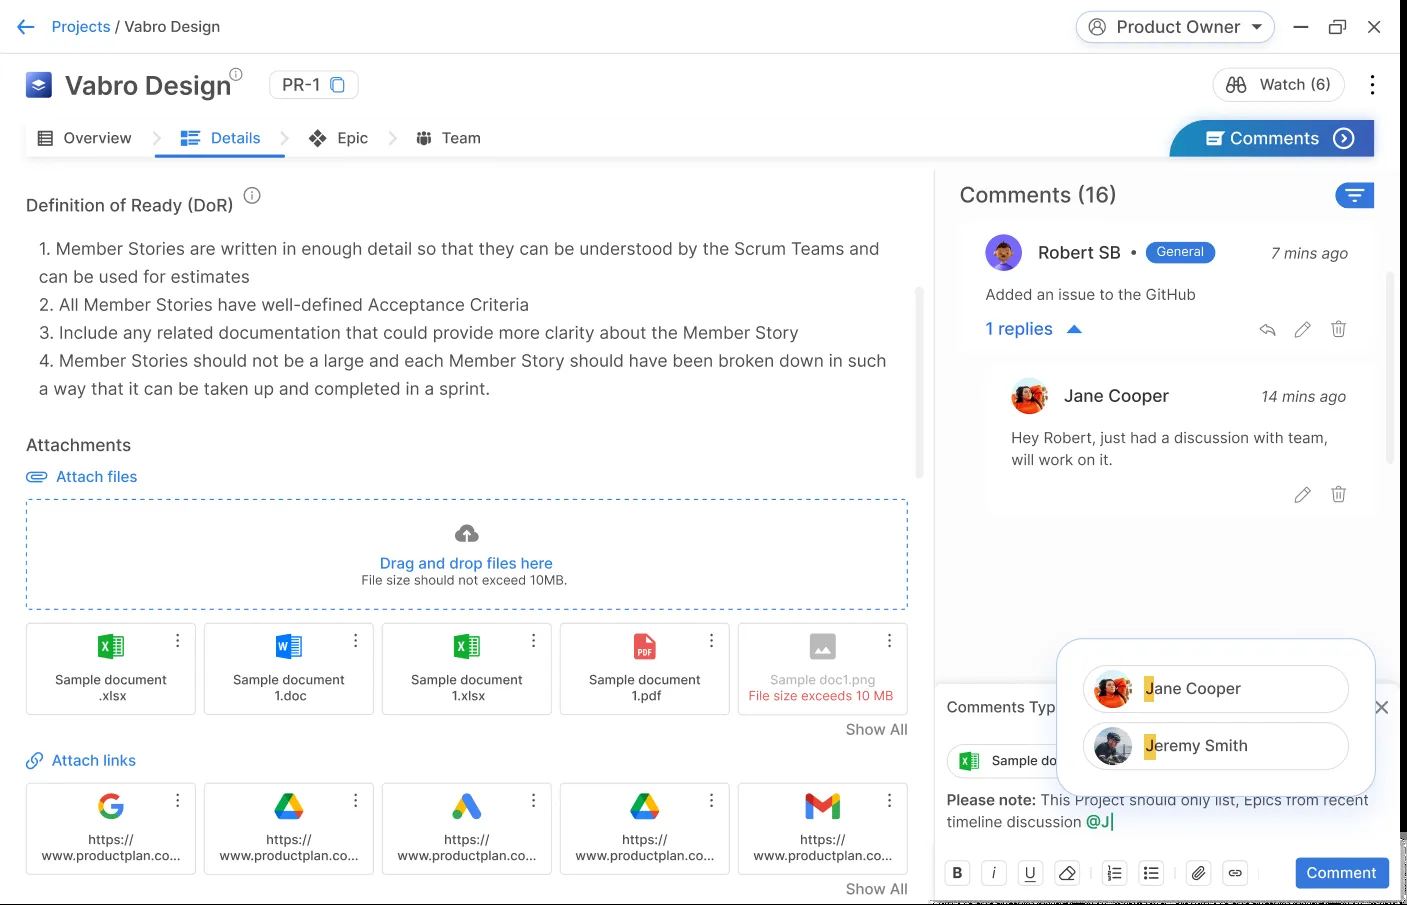 Projects / Vabro Design
Product Owner
Vabro Design
PR-1
Watch (6)
Overview
Details
Epic
Team
Comments
Definition of Ready (DoR)
1. Member Stories are written in enough detail so that they can be understood by the Scrum Teams and
can be used for estimates
2. All Member Stories have well-defined Acceptance Criteria
3. Include any related documentation that could provide more clarity about the Member Story
4. Member Stories should not be a large and each Member Story should have been broken down in such
a way that it can be taken up and completed in a sprint.
Attachments
Attach files
Drag and drop files here
File size should not exceed 10MB.
Sample document
.xlsx
Sample document
1.doc
Sample document
1.xlsx
PDF
Sample document
1.pdf
Sample doc1.png
File size exceeds 10 MB
Show All
Attach links
https://
www.productplan.co...
https://
www.productplan.co...
https://
www.productplan.co...
https://
www.productplan.co...
https://
www.productplan.co...
Show All
Comments (16)
Robert SB • General
7 mins ago
Added an issue to the GitHub
1 replies
Jane Cooper
14 mins ago
Hey Robert, just had a discussion with team,
will work on it.
Jane Cooper
Jeremy Smith
Comments Typ
Sample do
Please note: This Project should only list, Epics from recent
timeline discussion @J
B i U
Comment